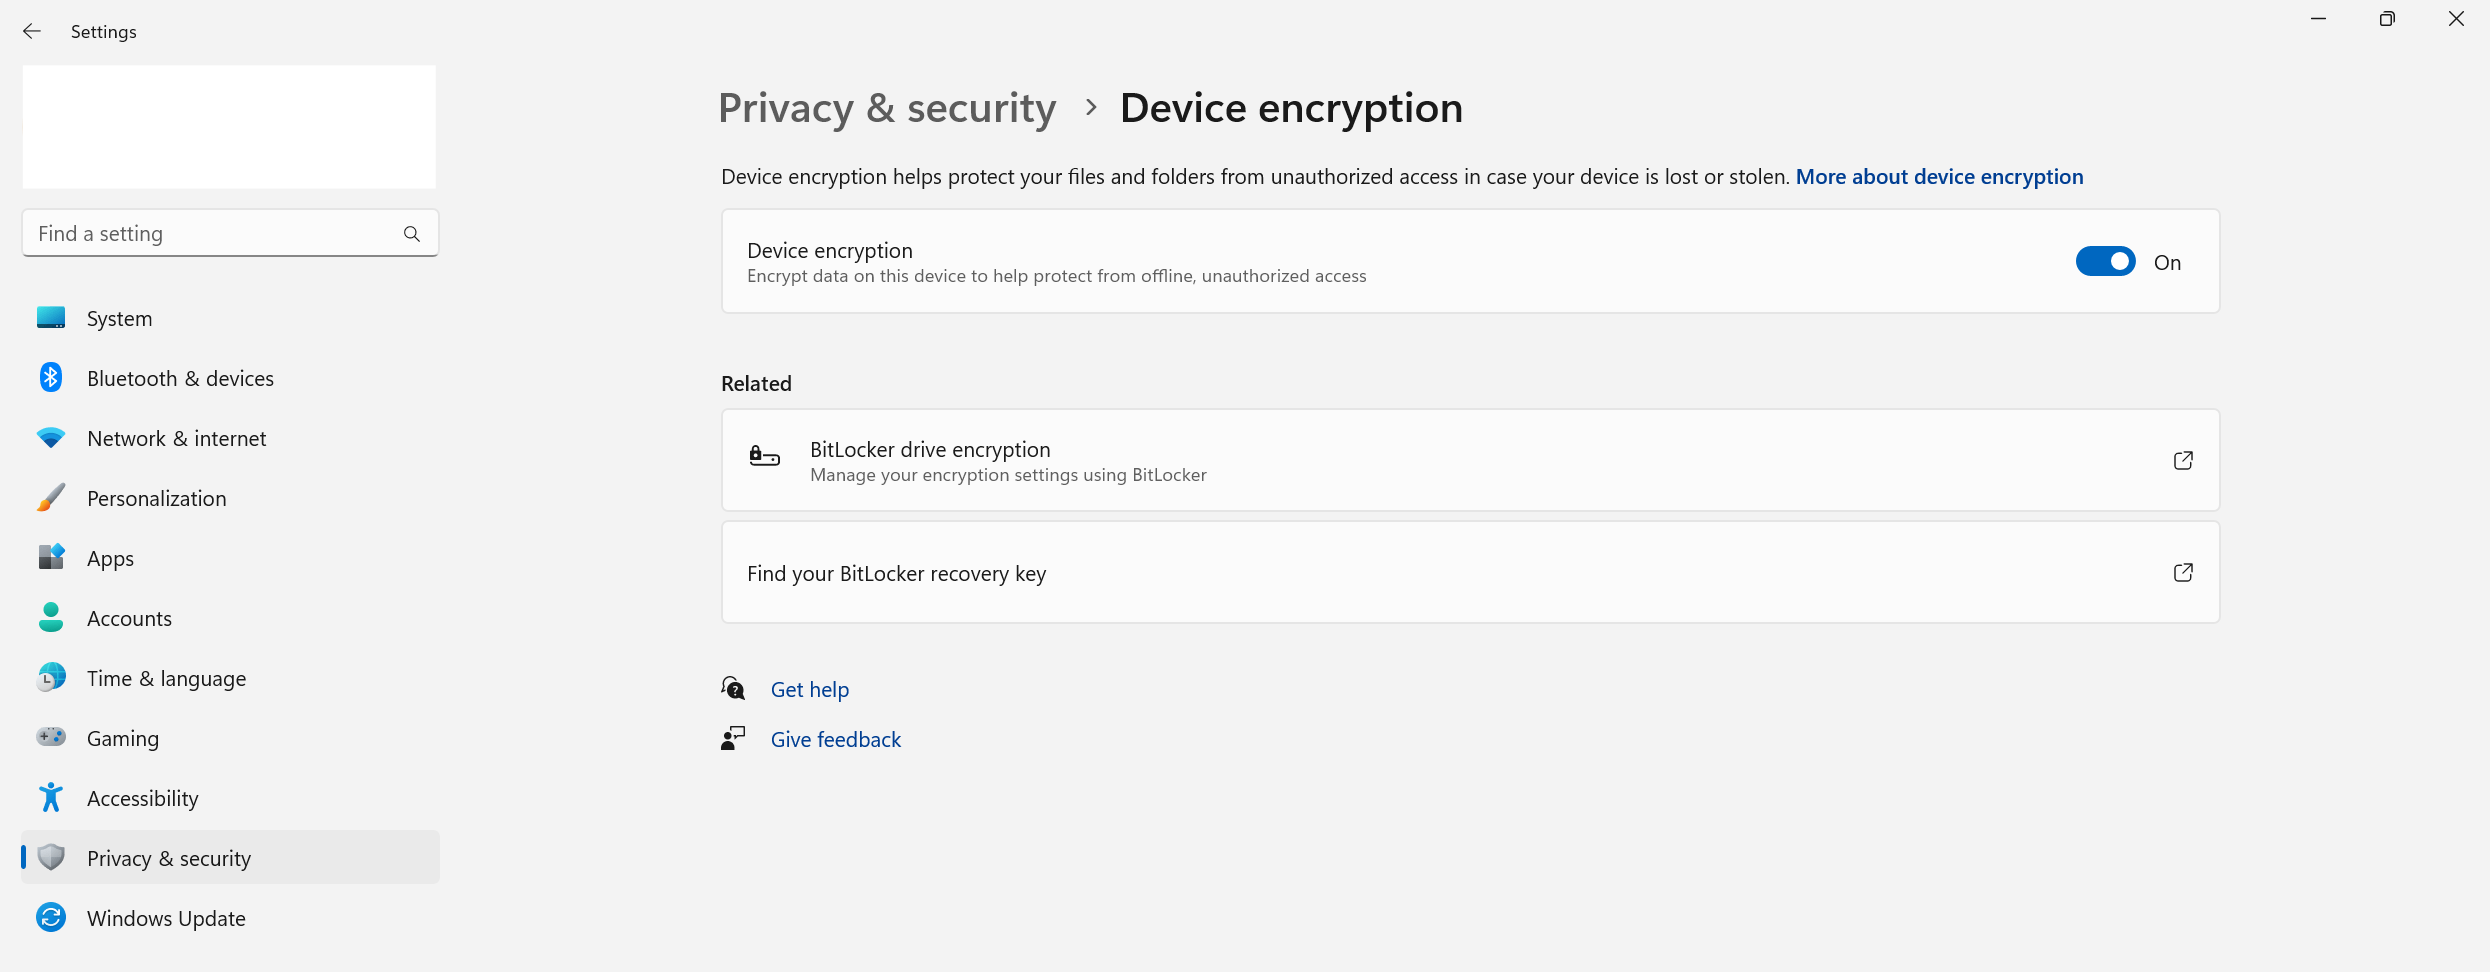 Settings
Find a setting
System
Bluetooth & devices
Network & internet
Personalization
Apps
Accounts
Time & language
Gaming
Accessibility
Privacy & security
Windows Update
Privacy & security > Device encryption
Device encryption helps protect your files and folders from unauthorized access in case your device is lost or stolen. More about device encryption
Device encryption
Encrypt data on this device to help protect from offline, unauthorized access
On
Related
BitLocker drive encryption
Manage your encryption settings using BitLocker
Find your BitLocker recovery key
Get help
Give feedback